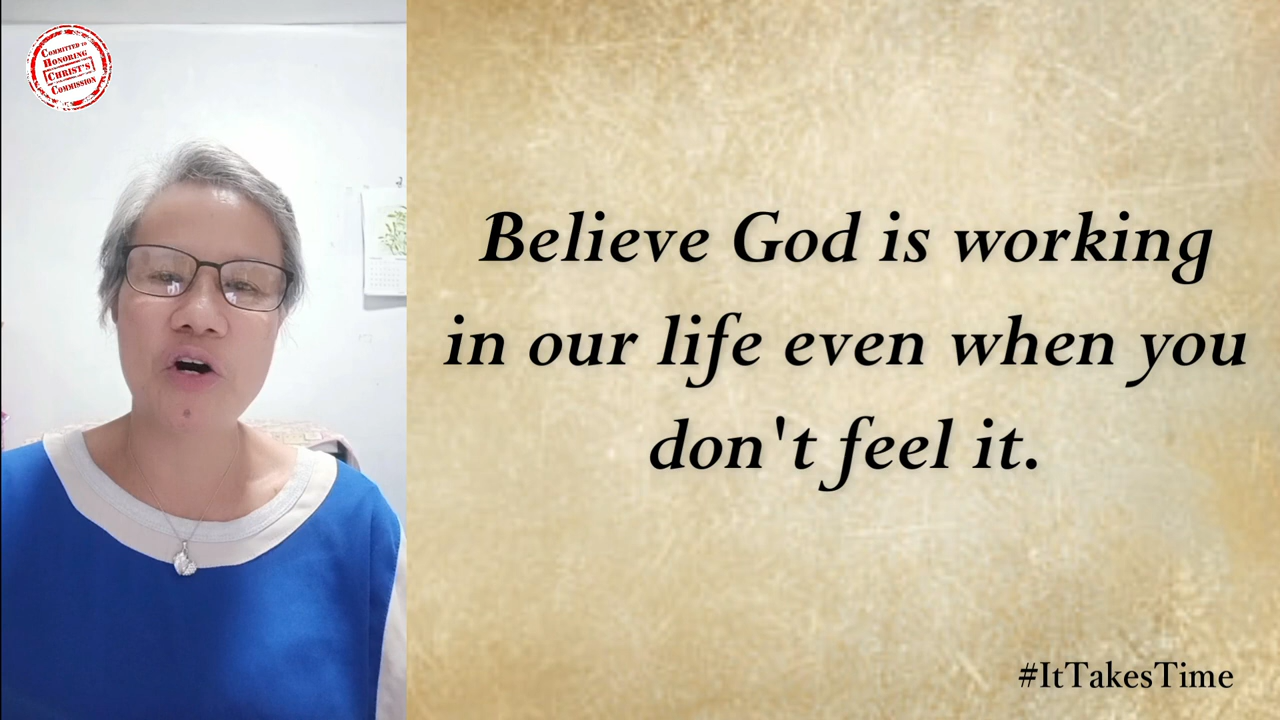 COMMITTED TO
HONORING
CHRIST'S
COMMISSION
Believe God is working
in our life even when you
don't feel it.
#ItTakesTime